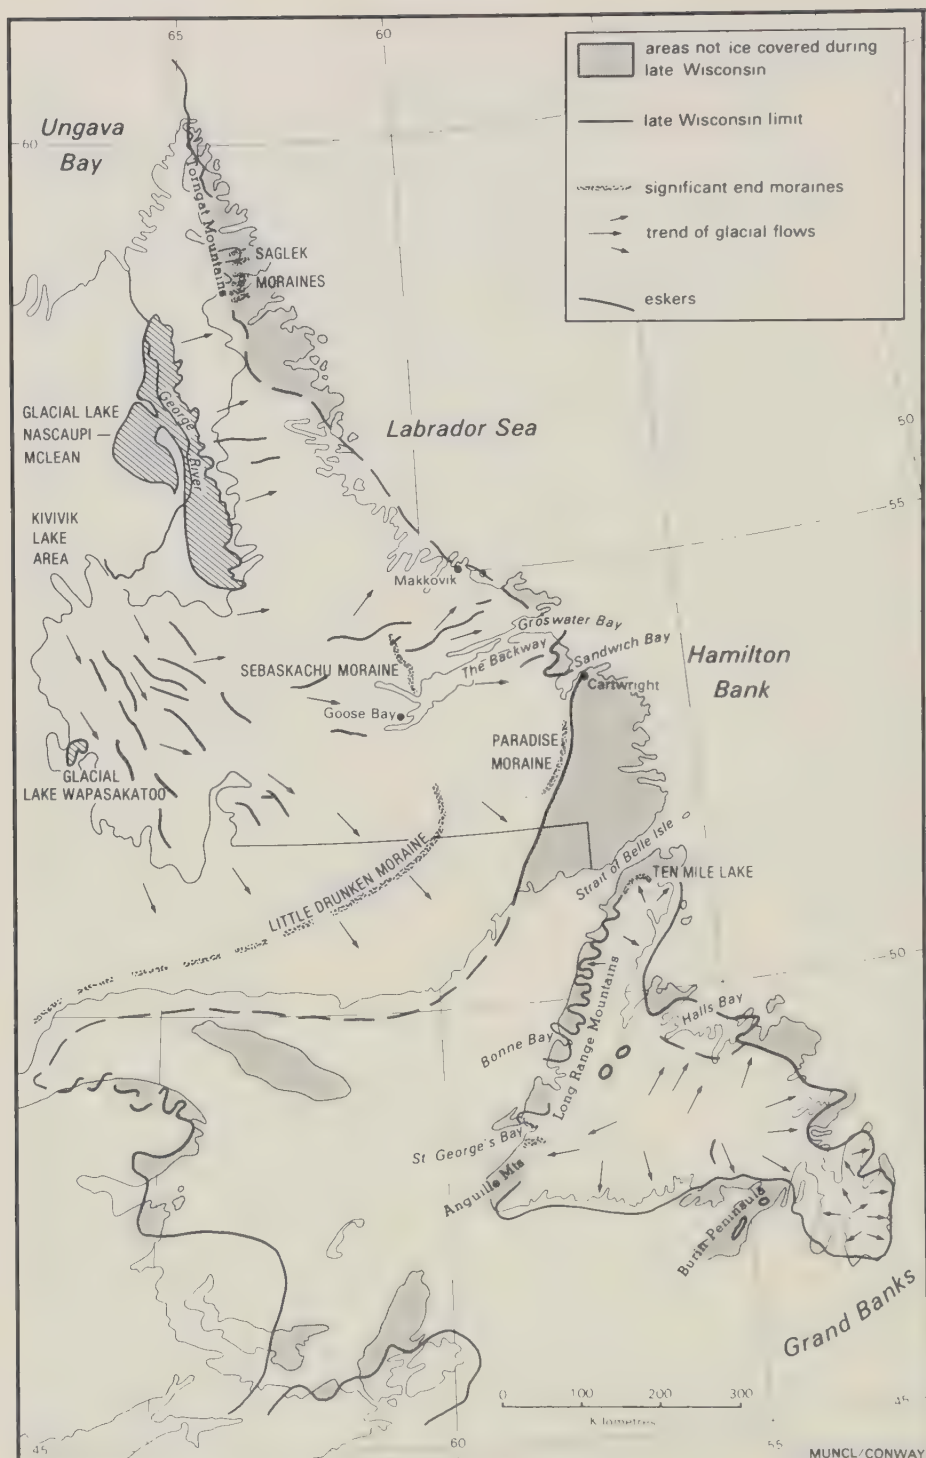 65
60
areas not ice covered during
late Wisconsin
late Wisconsin limit
significant end moraines
trend of glacial flows
eskers
Ungava
Bay
60
Torngat Mountains
SAGLEK
MORAINES
GLACIAL LAKE
NASCAUPI —
MCLEAN
George
River
Labrador Sea
50
55
KIVIVIK
LAKE
AREA
Makkovik
Groswater Bay
The Backway
Sandwich Bay
SEBASKACHU MORAINE
Cartwright
Hamilton
Bank
Goose Bay
PARADISE
MORAINE
GLACIAL
LAKE WAPASAKATOO
Strait of Belle Isle
TEN MILE LAKE
LITTLE DRUNKEN MORAINE
50
Long Range Mountains
Halls Bay
Bonne Bay
St George's Bay
Anguille Mts
Burin Peninsula
Grand Banks
0 100 200 300
Kilometres
45
60
55
45
MUNCL/CONWAY